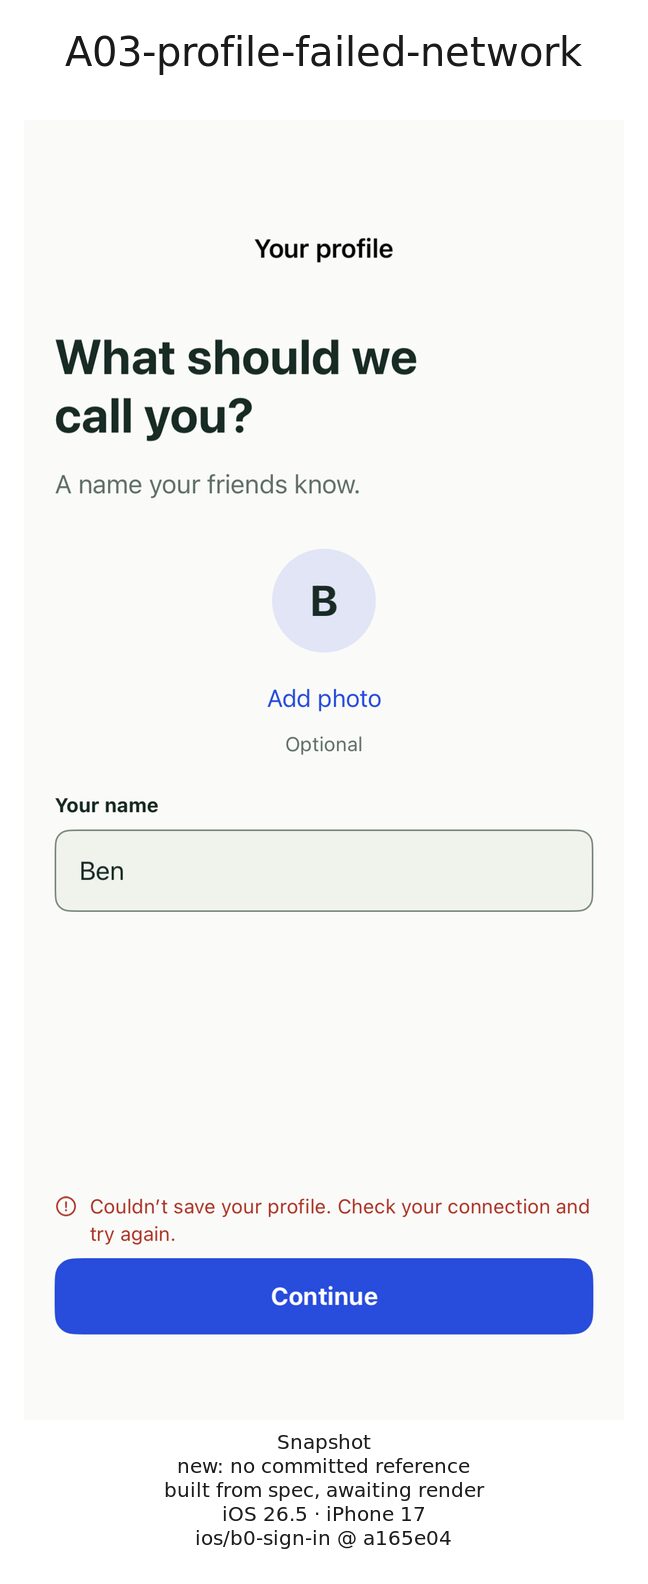 A03-profile-failed-network
Your profile
What should we
call you?
A name your friends know.
B
Add photo
Optional
Your name
Ben
Couldn’t save your profile. Check your connection and
try again.
Continue
Snapshot
new: no committed reference
built from spec, awaiting render
iOS 26.5 · iPhone 17
ios/b0-sign-in @ a165e04